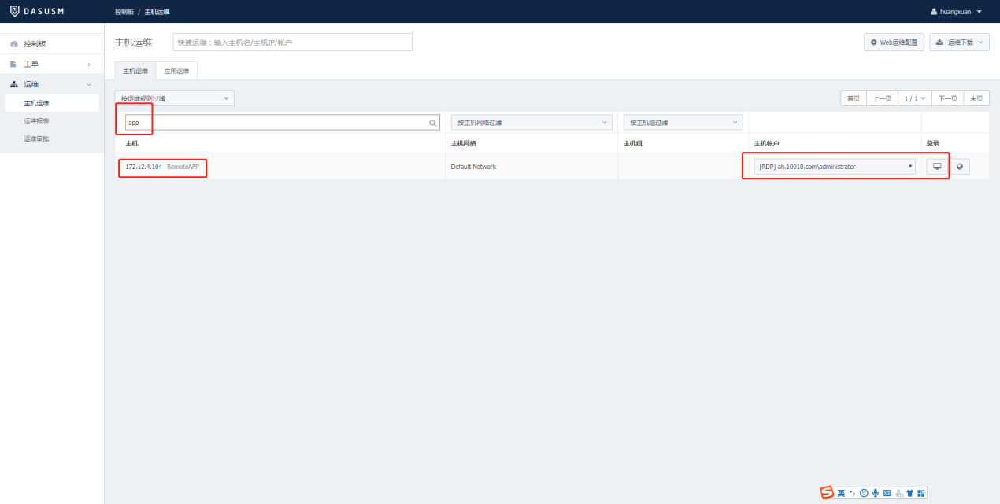 DASUSM
控制板 / 主机运维
huangxuan
控制板
工单
运维
主机运维
运维报表
运维审批
主机运维
快速运维：输入主机名/主机IP/帐户
Web运维配置
运维下载
主机运维
应用运维
按运维规则过滤
首页
上一页
1 / 1
下一页
末页
app
按主机网络过滤
按主机组过滤
主机
主机网络
主机组
主机帐户
登录
172.12.4.104 RemoteAPP
Default Network
[RDP] ah.10010.com\administrator
英